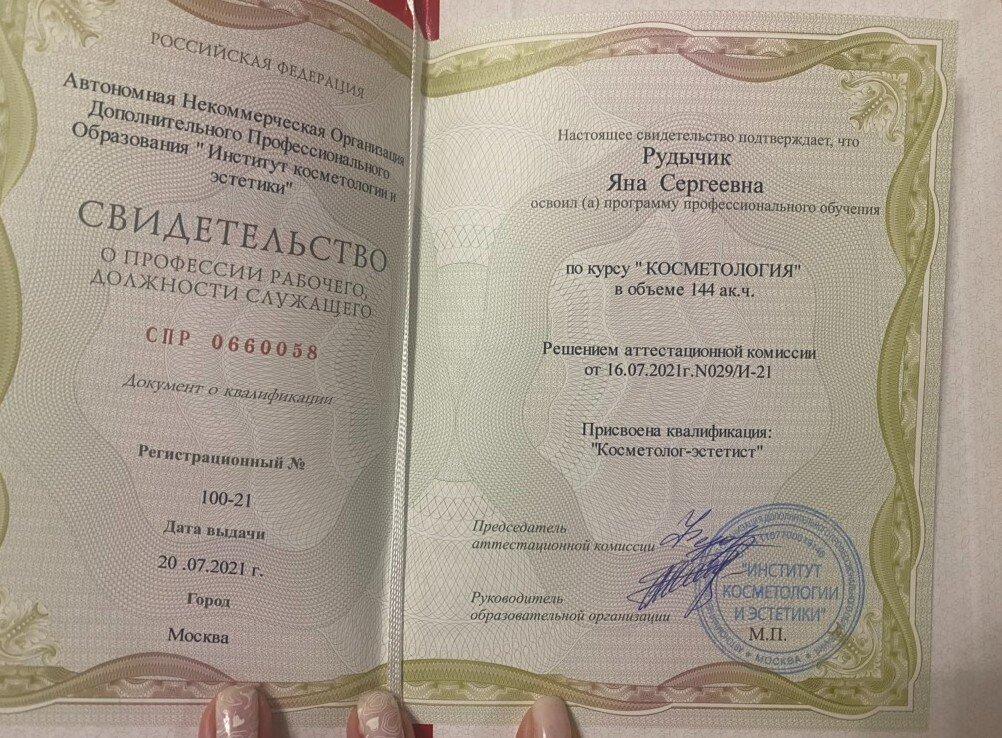 РОССИЙСКАЯ ФЕДЕРАЦИЯ
Автономная Некоммерческая Организация
Дополнительного Профессионального
Образования " Институт косметологии и
эстетики"
СВИДЕТЕЛЬСТВО
О ПРОФЕССИИ РАБОЧЕГО,
ДОЛЖНОСТИ СЛУЖАЩЕГО
СПР 0660058
Документ о квалификации
Регистрационный №
100-21
Дата выдачи
20 .07.2021 г.
Город
Москва
Настоящее свидетельство подтверждает, что
Рудычик
Яна Сергеевна
освоил (а) программу профессионального обучения
по курсу " КОСМЕТОЛОГИЯ"
в объеме 144 ак.ч.
Решением аттестационной комиссии
от 16.07.2021г.N029/И-21
Присвоена квалификация:
"Косметолог-эстетист"
Председатель
аттестационной комиссии
Руководитель
образовательной организации
"ИНСТИТУТ
КОСМЕТОЛОГИИ
И ЭСТЕТИКИ"
М.П.
МОСКВА